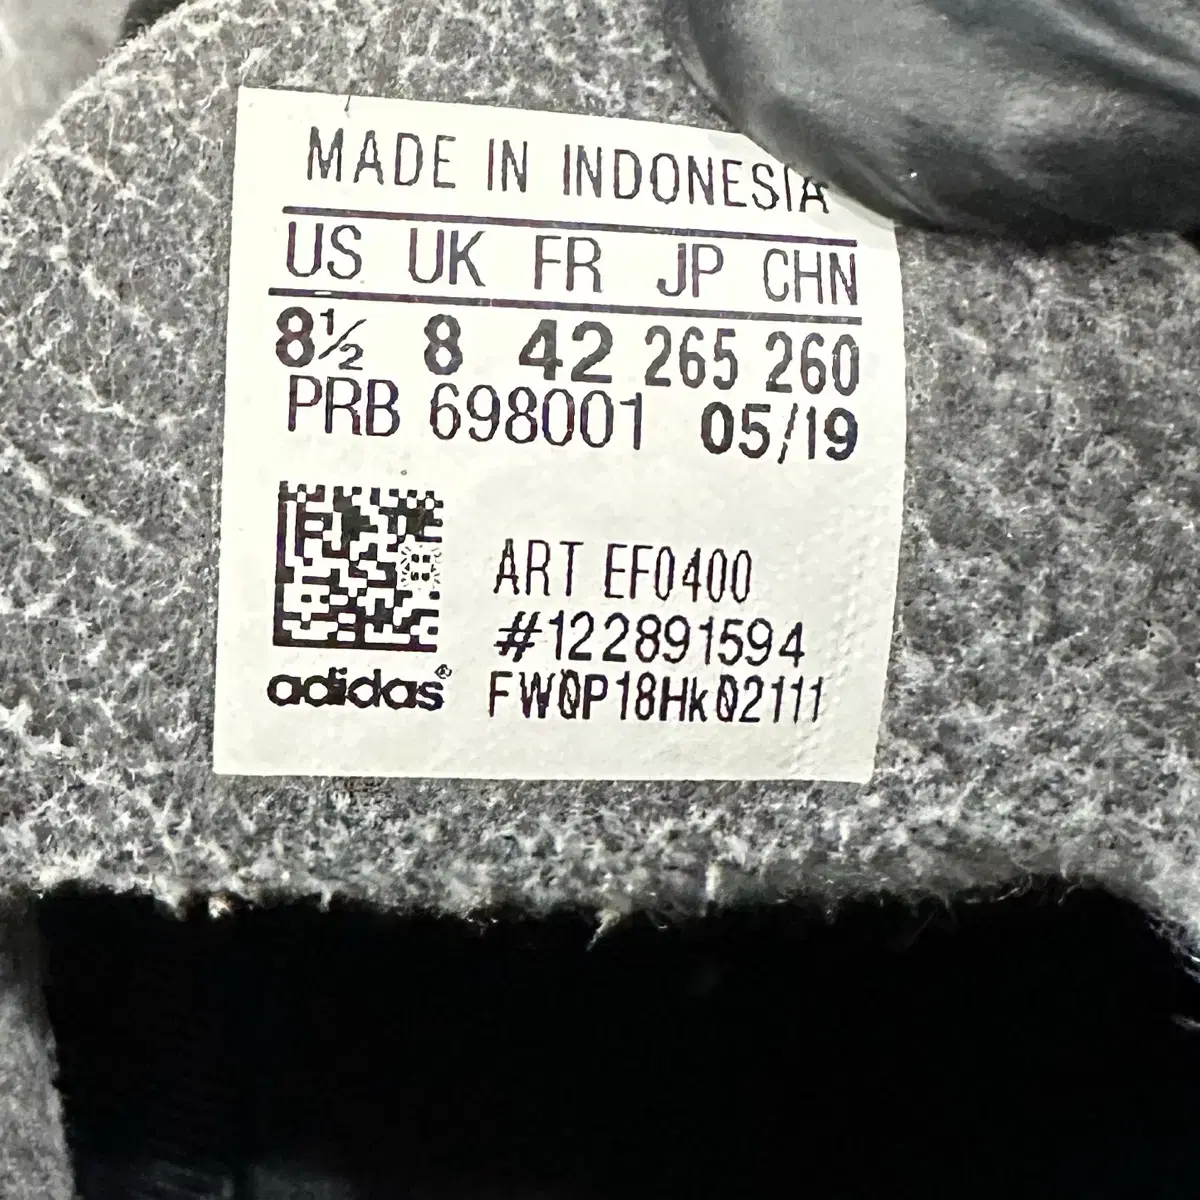 MADE IN INDONESIA
US UK FR JP CHN
8½ 8 42 265 260
PRB 698001 05/19
ART EF0400
#122891594
adidas® FW0P18Hk02111